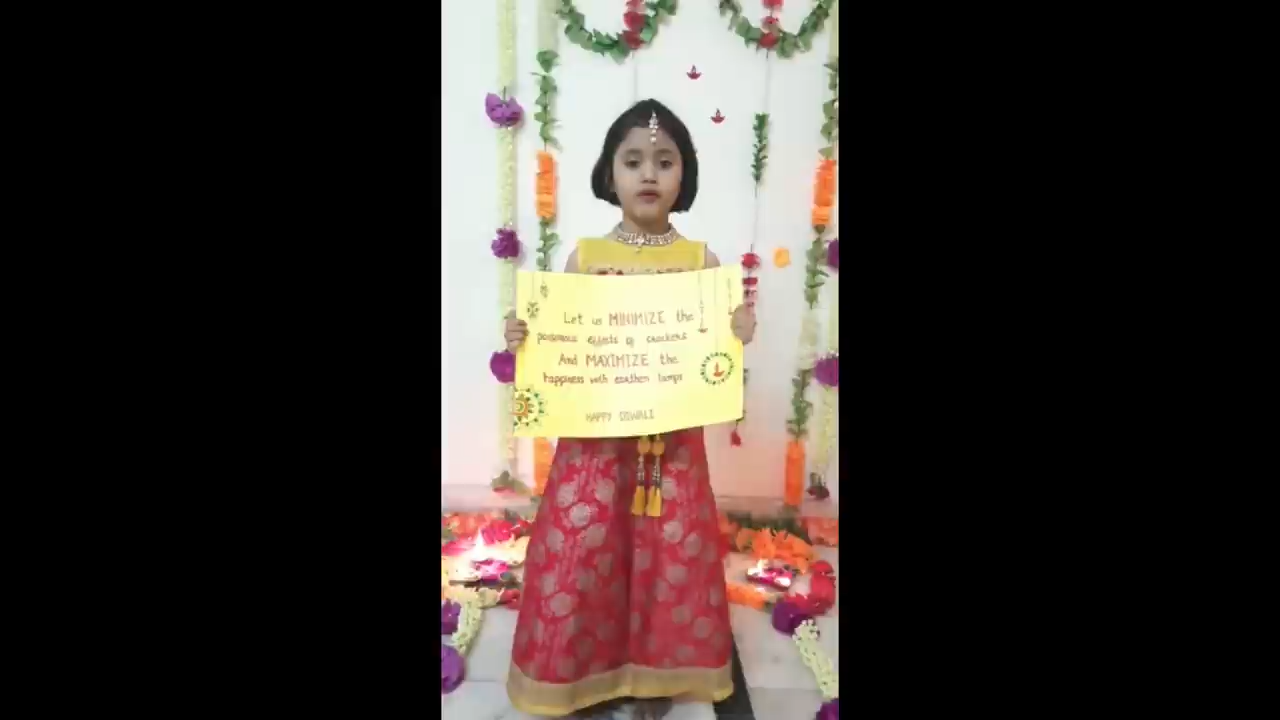 Let us MINIMIZE the
poisonous effects of crackers
And MAXIMIZE the
happiness with earthen lamps
HAPPY DIWALI